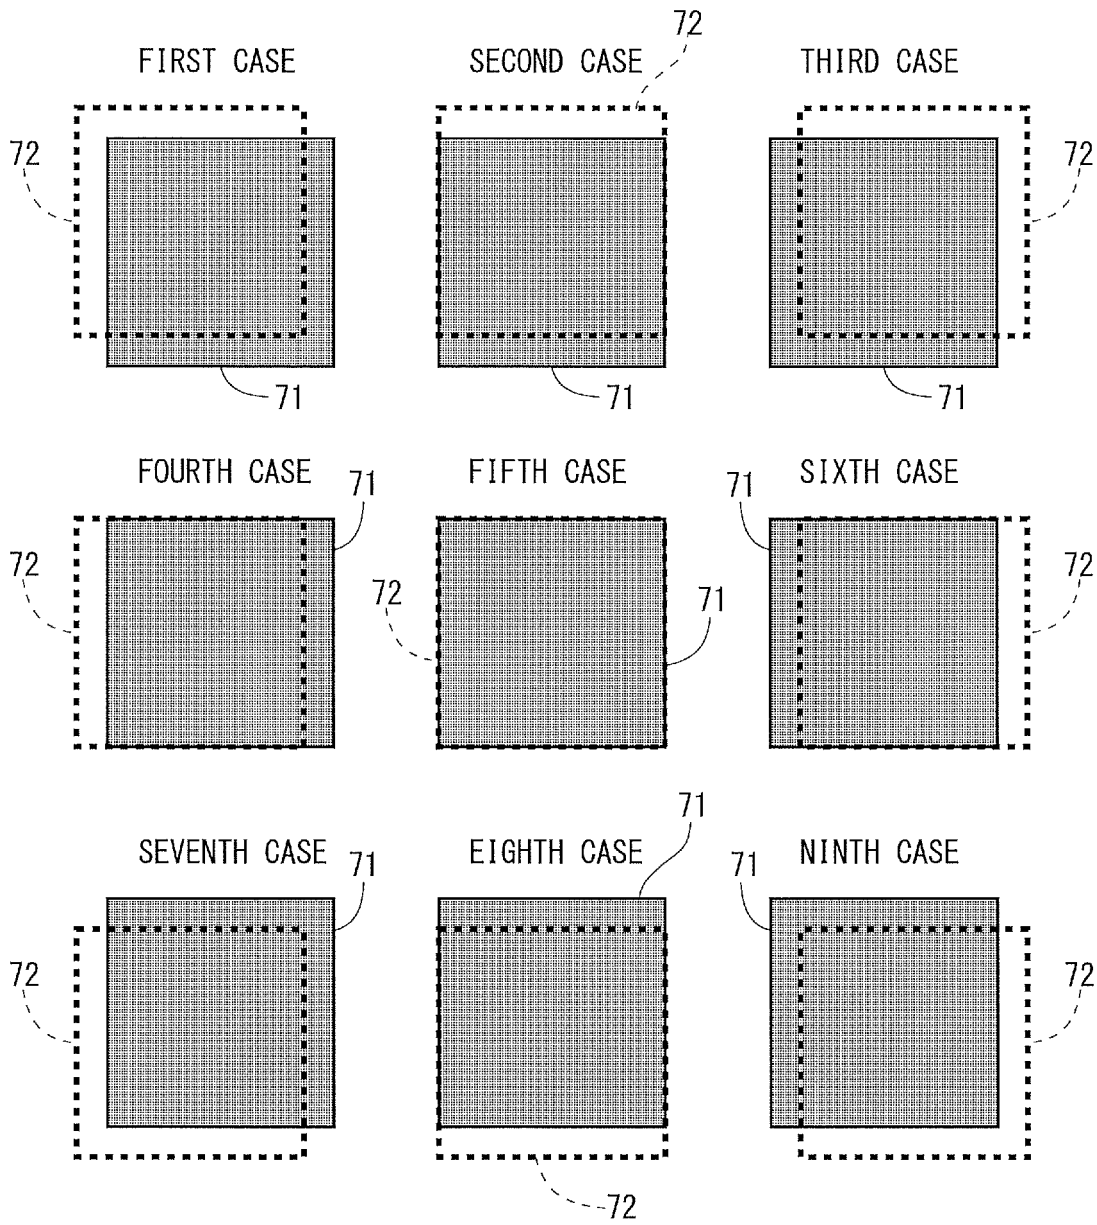 72
FIRST CASE SECOND CASE THIRD CASE
72 72
71 71 71
FOURTH CASE 71 FIFTH CASE 71 SIXTH CASE
72 72 71 72
71
SEVENTH CASE 71 EIGHTH CASE 71 NINTH CASE
72 72
72